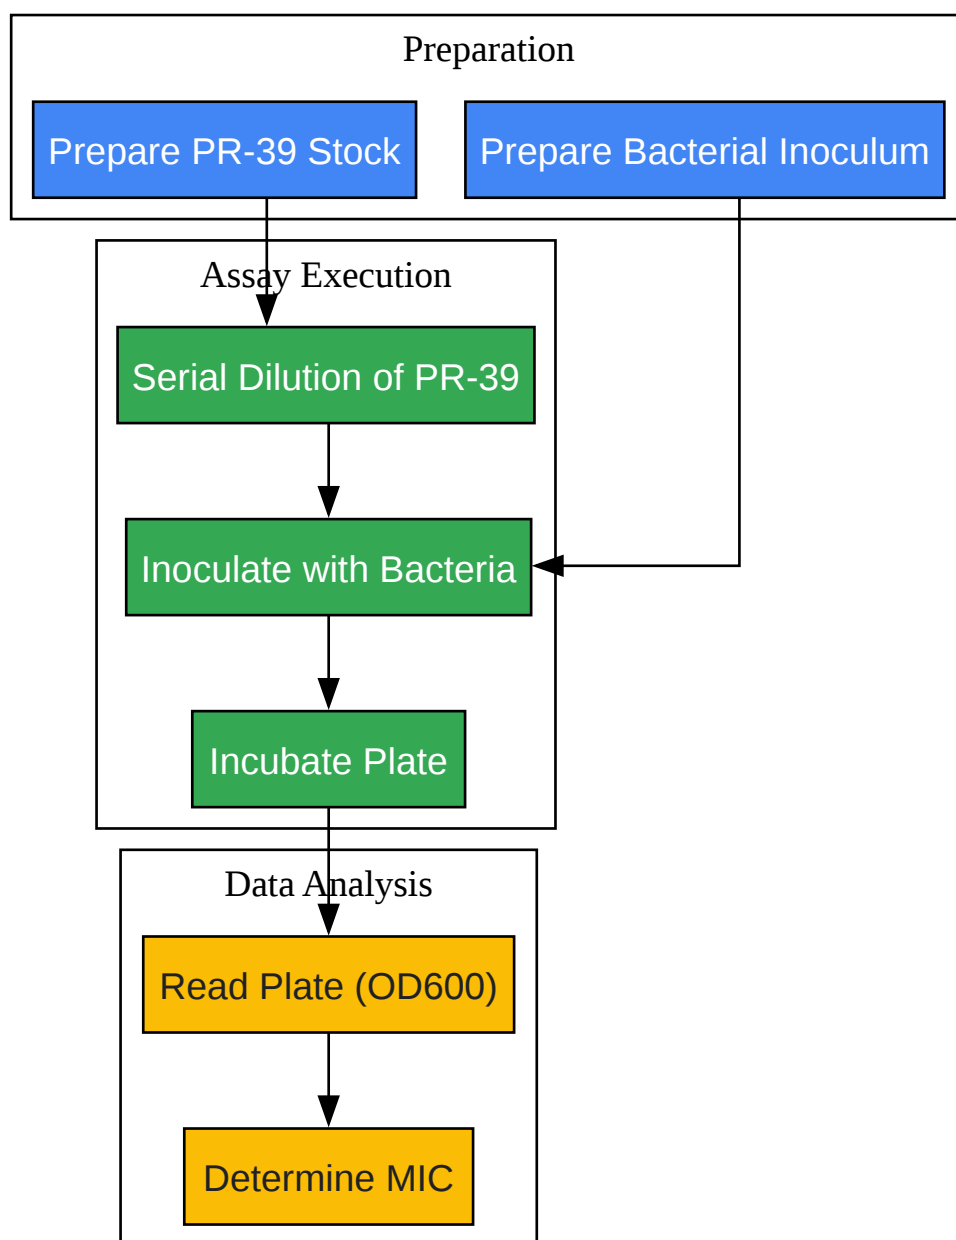 Preparation
Prepare PR-39 Stock
Prepare Bacterial Inoculum
Assay Execution
Serial Dilution of PR-39
Inoculate with Bacteria
Incubate Plate
Data Analysis
Read Plate (OD600)
Determine MIC